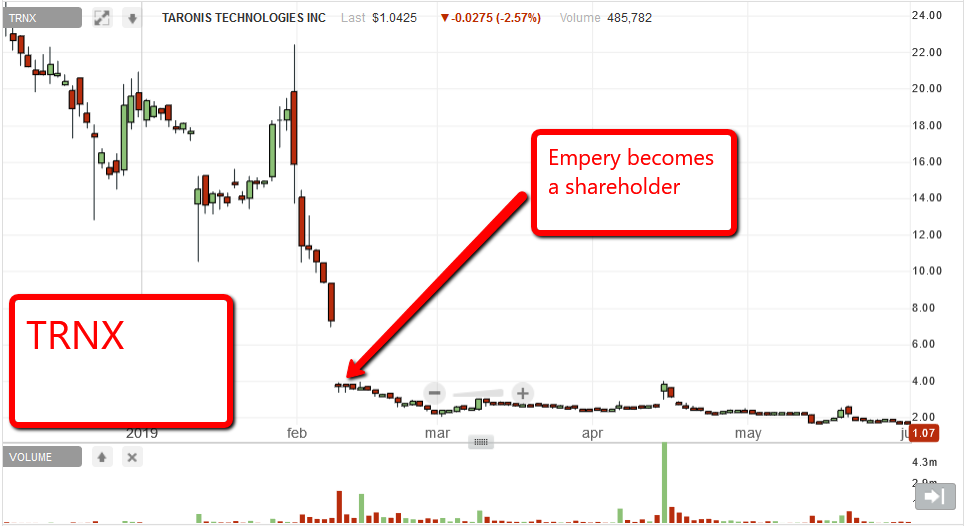 TRNX TARONIS TECHNOLOGIES INC Last $1.0425 ▼-0.0275 (-2.57%) Volume 485,782
24.00
22.00
20.00
18.00
16.00
Empery becomes
a shareholder
14.00
12.00
10.00
8.00
TRNX
6.00
4.00
2.00
1.07
2019 feb mar apr may
VOLUME
4.3m